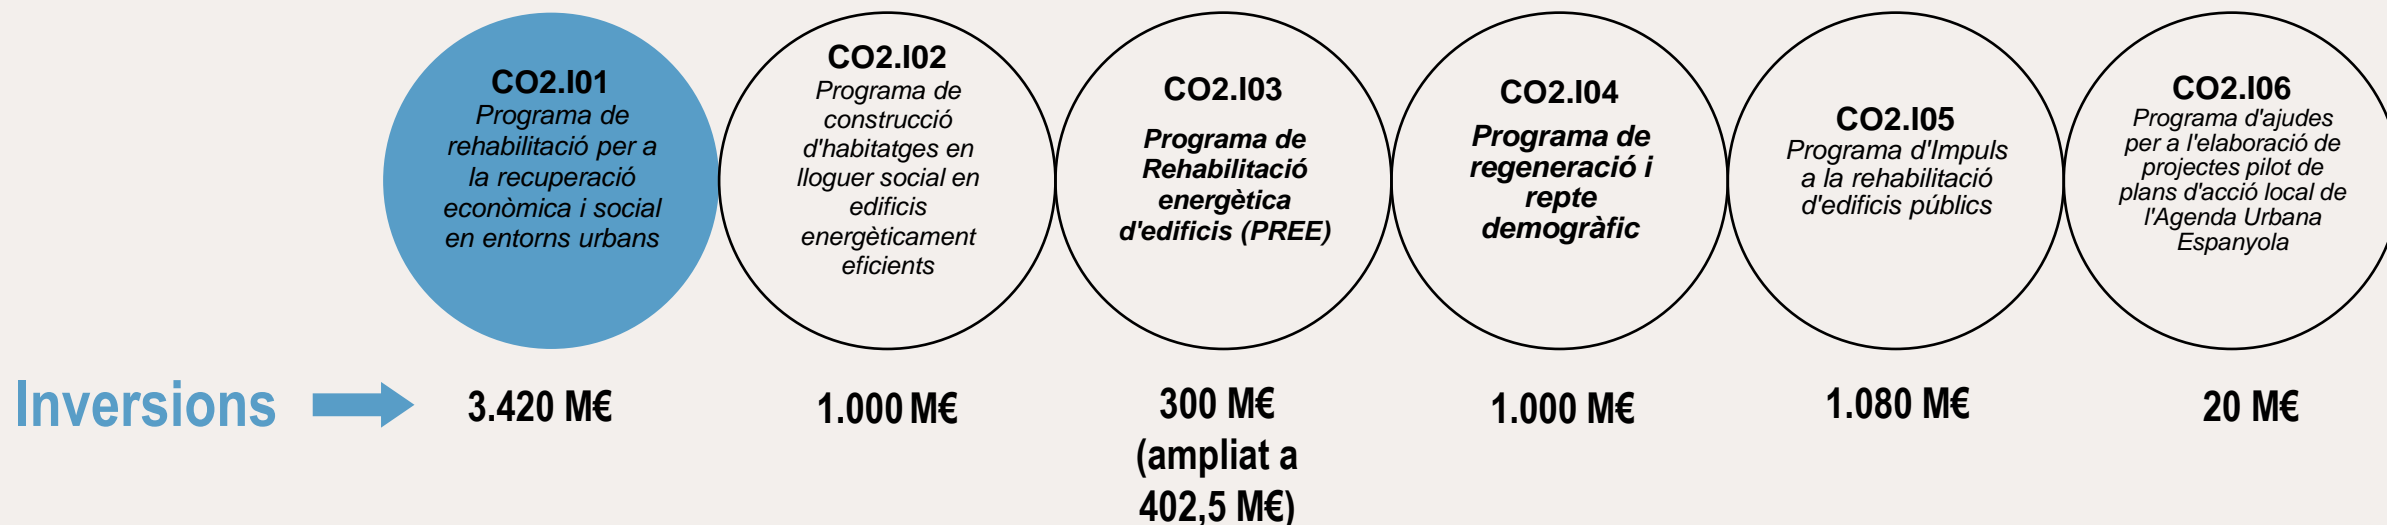 CO2.I01
Programa de
rehabilitació per a
la recuperació
econòmica i social
en entorns urbans
CO2.I02
Programa de
construcció
d'habitatges en
lloguer social en
edificis
energèticament
eficients
CO2.I03
Programa de
Rehabilitació
energètica
d'edificis (PREE)
CO2.I04
Programa de
regeneració i
repte
demogràfic
CO2.I05
Programa d'Impuls
a la rehabilitació
d'edificis públics
CO2.I06
Programa d'ajudes
per a l'elaboració de
projectes pilot de
plans d'acció local de
l'Agenda Urbana
Espanyola
Inversions
3.420 M€
1.000 M€
300 M€
(ampliat a
402,5 M€)
1.000 M€
1.080 M€
20 M€